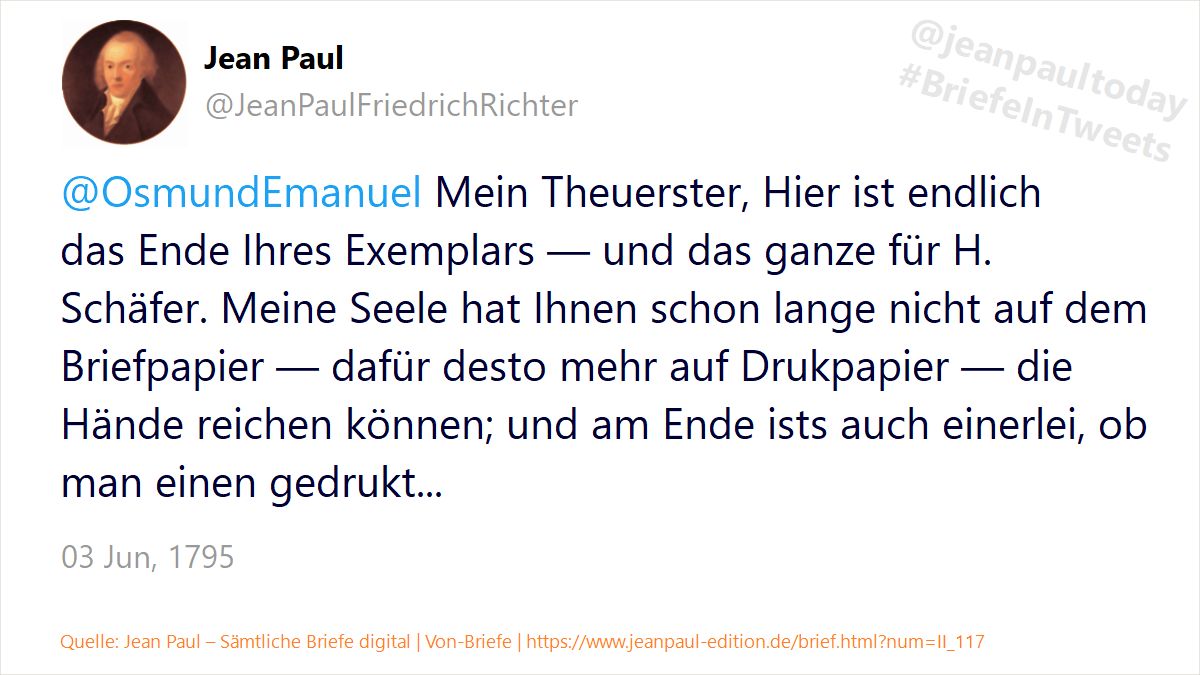 Jean Paul
@JeanPaulFriedrichRichter
@jeanpaultoday
#BriefeInTweets
@OsmundEmanuel Mein Theuerster, Hier ist endlich
das Ende Ihres Exemplars — und das ganze für H.
Schäfer. Meine Seele hat Ihnen schon lange nicht auf dem
Briefpapier — dafür desto mehr auf Drukpapier — die
Hände reichen können; und am Ende ists auch einerlei, ob
man einen gedrukt...
03 Jun, 1795
Quelle: Jean Paul – Sämtliche Briefe digital | Von-Briefe | https://www.jeanpaul-edition.de/brief.html?num=II_117